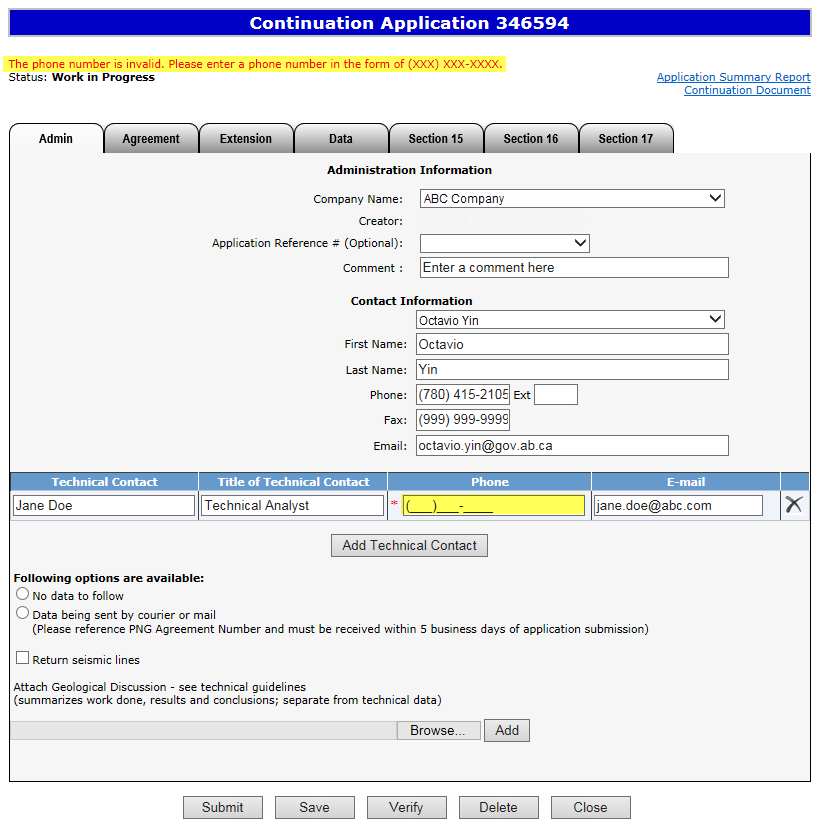 Continuation Application 346594
The phone number is invalid. Please enter a phone number in the form of (XXX) XXX-XXXX.
Status: Work in Progress
Application Summary Report
Continuation Document
Admin Agreement Extension Data Section 15 Section 16 Section 17
Administration Information
Company Name: ABC Company
Creator:
Application Reference # (Optional):
Comment : Enter a comment here
Contact Information
Octavio Yin
First Name: Octavio
Last Name: Yin
Phone: (780) 415-2105 Ext
Fax: (999) 999-9999
Email: octavio.yin@gov.ab.ca
Technical Contact Title of Technical Contact Phone E-mail
Jane Doe Technical Analyst * (___)___-____ jane.doe@abc.com
Add Technical Contact
Following options are available:
No data to follow
Data being sent by courier or mail
(Please reference PNG Agreement Number and must be received within 5 business days of application submission)
Return seismic lines
Attach Geological Discussion - see technical guidelines
(summarizes work done, results and conclusions; separate from technical data)
Browse... Add
Submit Save Verify Delete Close